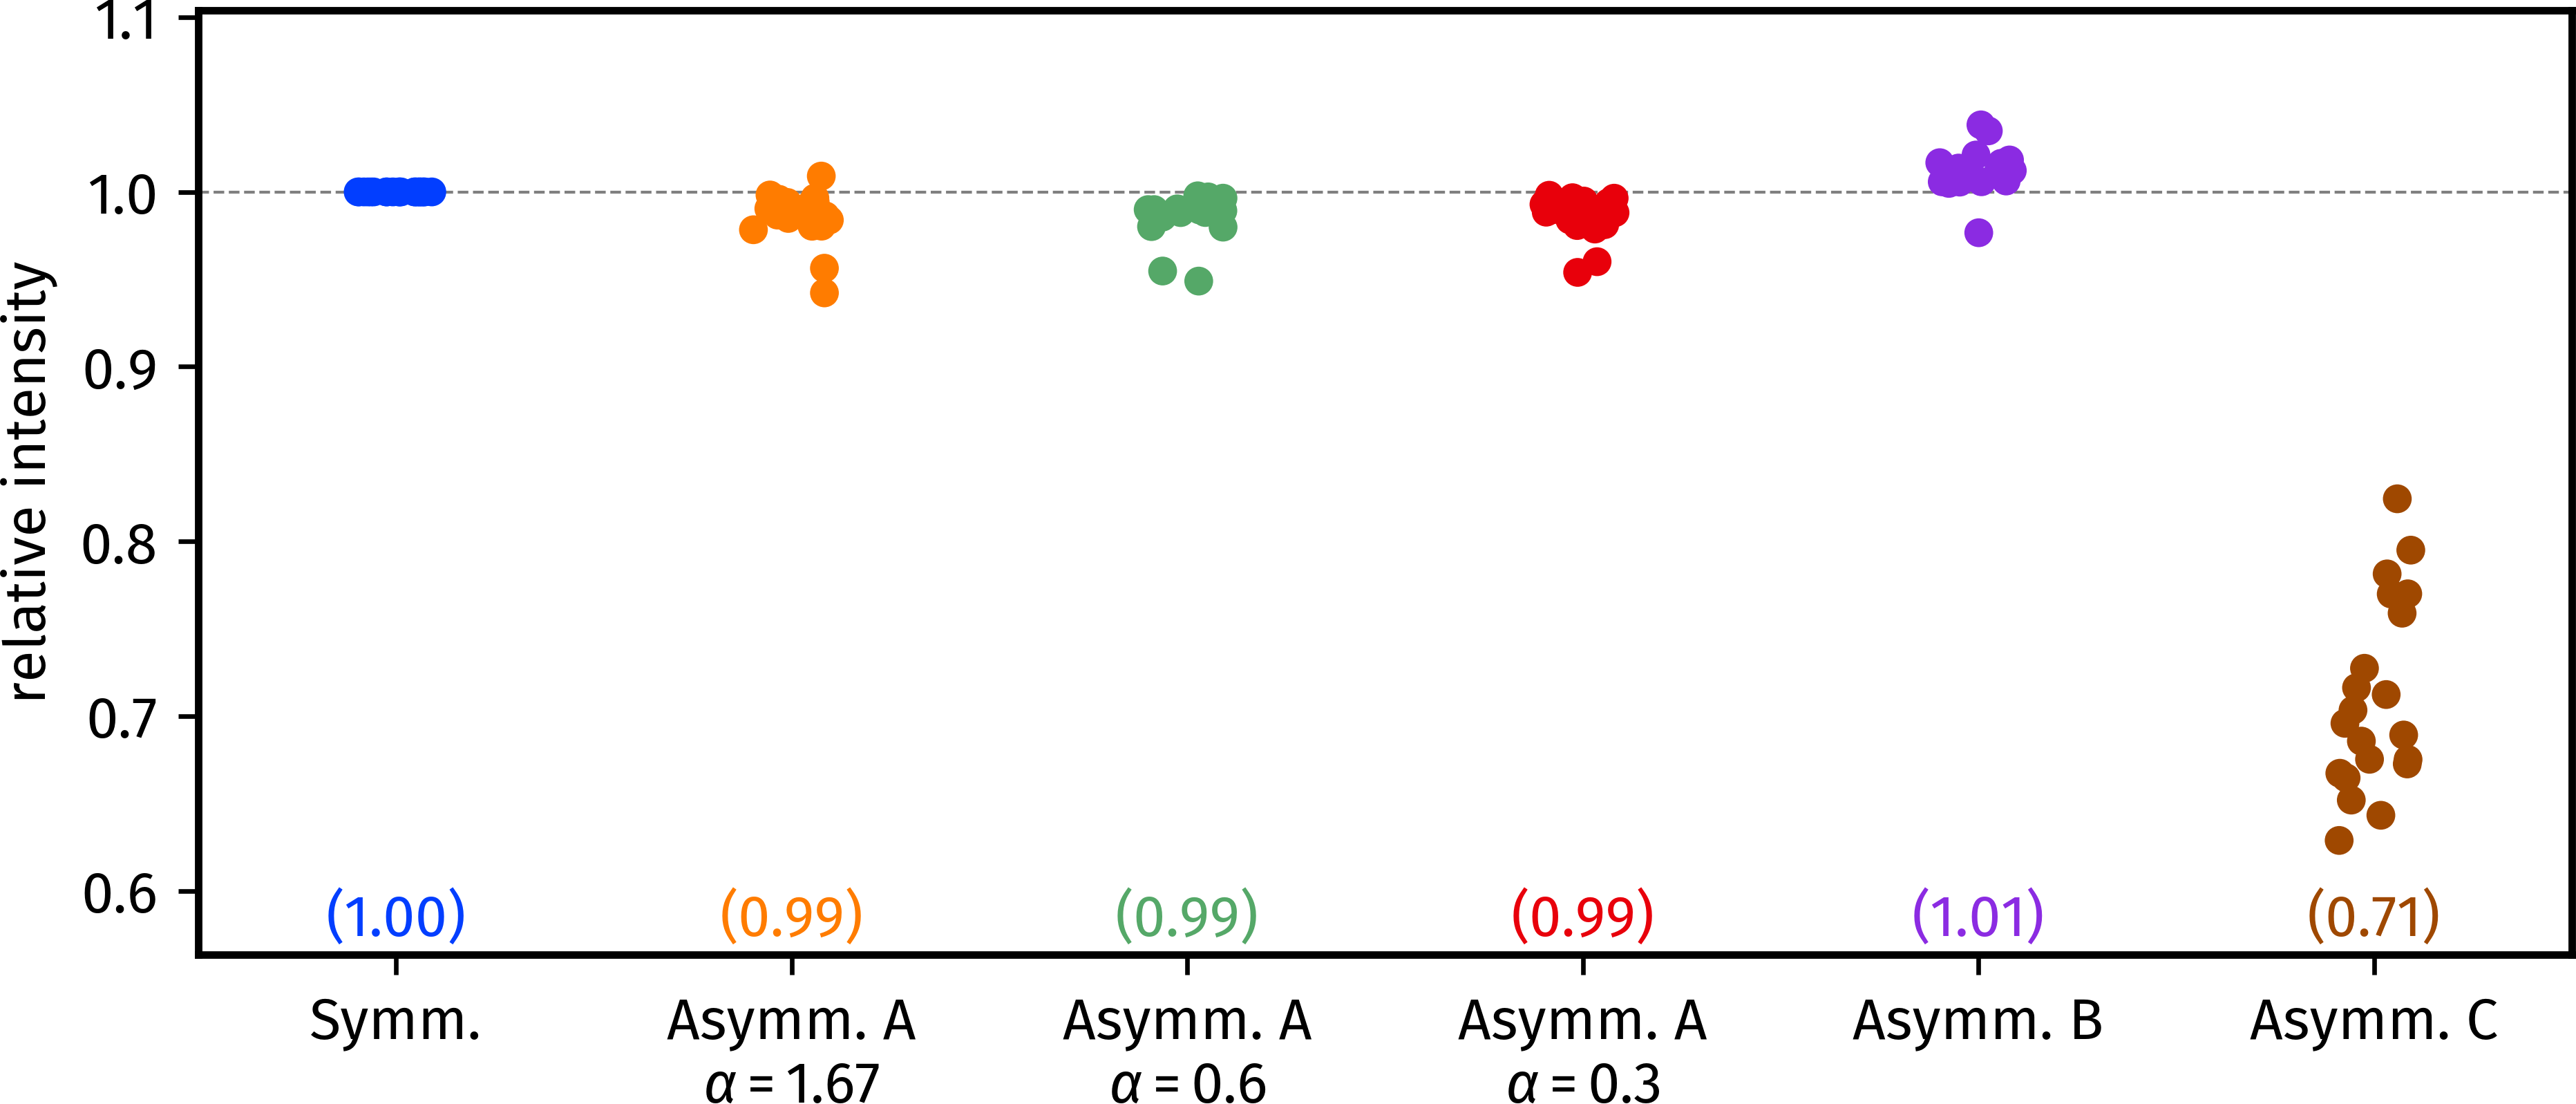 relative intensity
1.1
1.0
0.9
0.8
0.7
0.6
(1.00) (0.99) (0.99) (0.99) (1.01) (0.71)
Symm. Asymm. A Asymm. A Asymm. A Asymm. B Asymm. C
α = 1.67 α = 0.6 α = 0.3